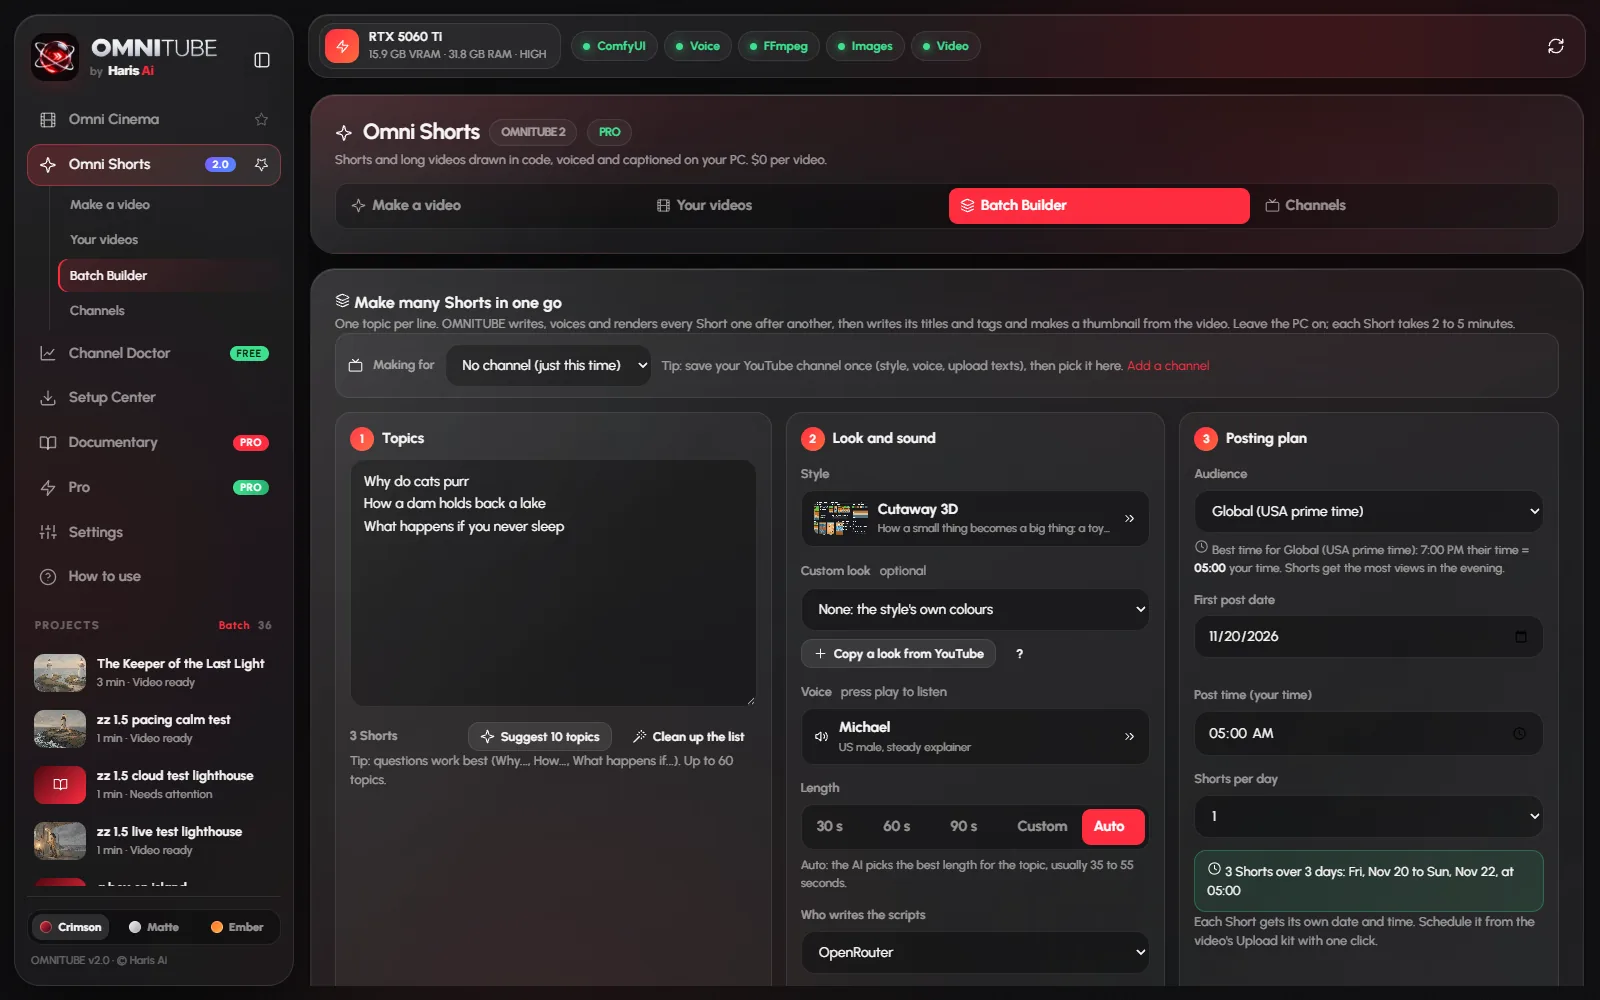 OMNITUBE
by Haris Ai
Omni Cinema
Omni Shorts 2.0
Make a video
Your videos
Batch Builder
Channels
Channel Doctor FREE
Setup Center
Documentary PRO
Pro PRO
Settings
How to use
PROJECTS Batch 36
The Keeper of the Last Light
3 min · Video ready
zz 1.5 pacing calm test
1 min · Video ready
zz 1.5 cloud test lighthouse
1 min · Needs attention
zz 1.5 live test lighthouse
1 min · Video ready
Crimson Matte Ember
OMNITUBE v2.0 · © Haris Ai
RTX 5060 Ti
15.9 GB VRAM · 31.8 GB RAM · HIGH
ComfyUI Voice FFmpeg Images Video
Omni Shorts OMNITUBE 2 PRO
Shorts and long videos drawn in code, voiced and captioned on your PC. $0 per video.
Make a video Your videos Batch Builder Channels
Make many Shorts in one go
One topic per line. OMNITUBE writes, voices and renders every Short one after another, then writes its titles and tags and makes a thumbnail from the video. Leave the PC on; each Short takes 2 to 5 minutes.
Making for No channel (just this time) Tip: save your YouTube channel once (style, voice, upload texts), then pick it here. Add a channel
1 Topics
Why do cats purr
How a dam holds back a lake
What happens if you never sleep
3 Shorts Suggest 10 topics Clean up the list
Tip: questions work best (Why..., How..., What happens if...). Up to 60
topics.
2 Look and sound
Style
Cutaway 3D
How a small thing becomes a big thing: a toy...
Custom look optional
None: the style's own colours
+ Copy a look from YouTube ?
Voice press play to listen
Michael
US male, steady explainer
Length
30 s 60 s 90 s Custom Auto
Auto: the AI picks the best length for the topic, usually 35 to 55
seconds.
Who writes the scripts
OpenRouter
3 Posting plan
Audience
Global (USA prime time)
Best time for Global (USA prime time): 7:00 PM their time =
05:00 your time. Shorts get the most views in the evening.
First post date
11/20/2026
Post time (your time)
05:00 AM
Shorts per day
1
3 Shorts over 3 days: Fri, Nov 20 to Sun, Nov 22, at
05:00
Each Short gets its own date and time. Schedule it from the
video's Upload kit with one click.